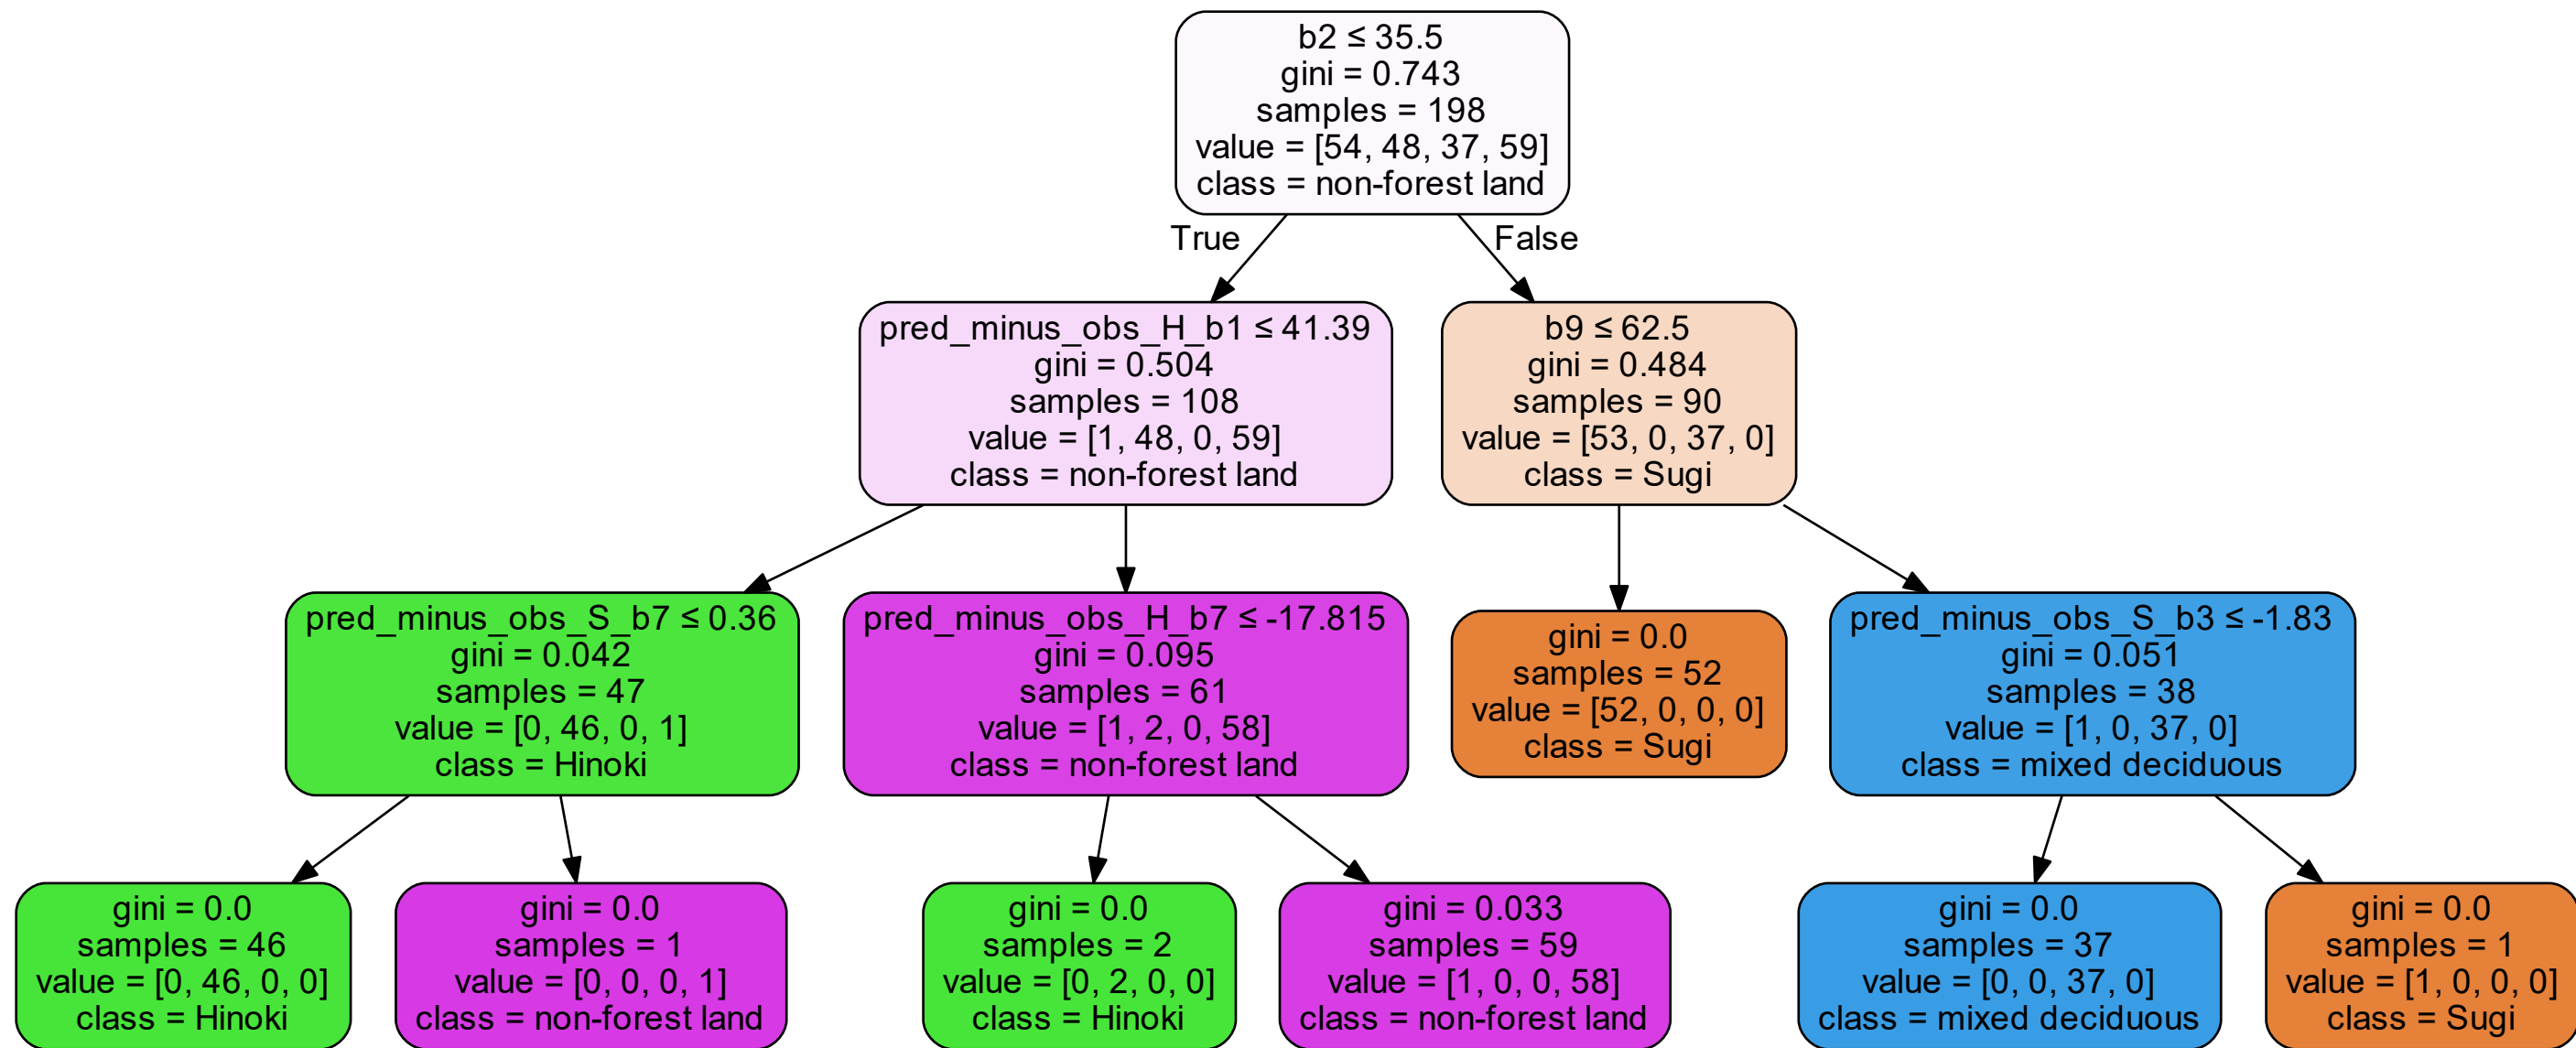 b2 ≤ 35.5
gini = 0.743
samples = 198
value = [54, 48, 37, 59]
class = non-forest land
True
False
pred_minus_obs_H_b1 ≤ 41.39
gini = 0.504
samples = 108
value = [1, 48, 0, 59]
class = non-forest land
b9 ≤ 62.5
gini = 0.484
samples = 90
value = [53, 0, 37, 0]
class = Sugi
pred_minus_obs_S_b7 ≤ 0.36
gini = 0.042
samples = 47
value = [0, 46, 0, 1]
class = Hinoki
pred_minus_obs_H_b7 ≤ -17.815
gini = 0.095
samples = 61
value = [1, 2, 0, 58]
class = non-forest land
gini = 0.0
samples = 52
value = [52, 0, 0, 0]
class = Sugi
pred_minus_obs_S_b3 ≤ -1.83
gini = 0.051
samples = 38
value = [1, 0, 37, 0]
class = mixed deciduous
gini = 0.0
samples = 46
value = [0, 46, 0, 0]
class = Hinoki
gini = 0.0
samples = 1
value = [0, 0, 0, 1]
class = non-forest land
gini = 0.0
samples = 2
value = [0, 2, 0, 0]
class = Hinoki
gini = 0.033
samples = 59
value = [1, 0, 0, 58]
class = non-forest land
gini = 0.0
samples = 37
value = [0, 0, 37, 0]
class = mixed deciduous
gini = 0.0
samples = 1
value = [1, 0, 0, 0]
class = Sugi